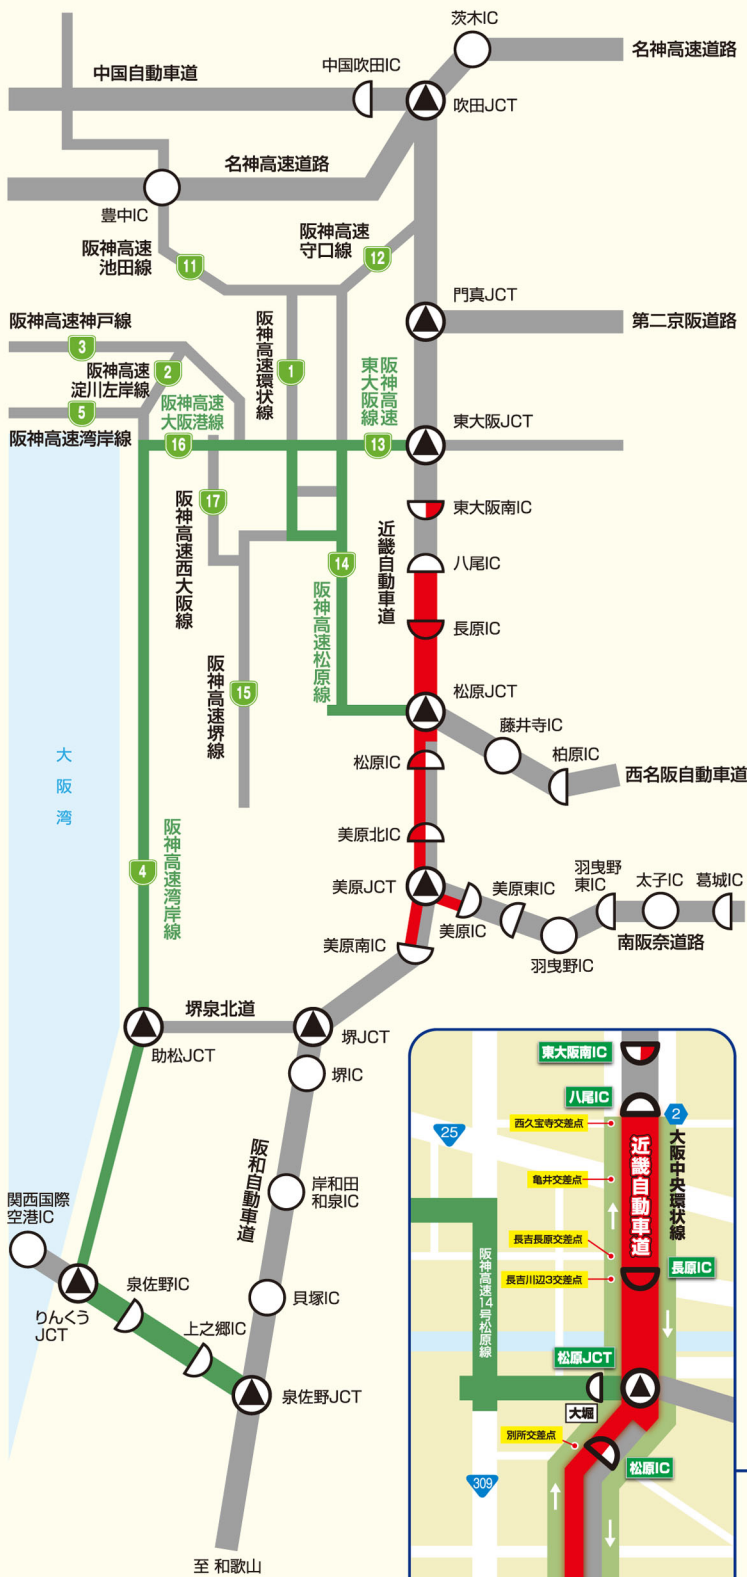 茨木IC
名神高速道路
中国吹田IC
中国自動車道
吹田JCT
名神高速道路
豊中IC
阪神高速
守口線
12
阪神高速
池田線
11
門真JCT
第二京阪道路
阪神高速神戸線
3
阪神高速
淀川左岸線
2
阪神高速環状線
1
阪神高速
東大阪線
13
5
阪神高速湾岸線
阪神高速
大阪港線
16
東大阪JCT
17
阪神高速西大阪線
東大阪南IC
近畿自動車道
八尾IC
14
阪神高速松原線
長原IC
15
阪神高速堺線
松原JCT
藤井寺IC
柏原IC
西名阪自動車道
松原IC
大阪湾
美原北IC
4
阪神高速湾岸線
美原JCT
美原IC
美原東IC
羽曳野
東IC
太子IC
葛城IC
羽曳野IC
南阪奈道路
美原南IC
堺泉北道
助松JCT
堺JCT
堺IC
阪和自動車道
岸和田
和泉IC
関西国際
空港IC
りんくう
JCT
泉佐野IC
貝塚IC
上之郷IC
泉佐野JCT
至 和歌山
東大阪南IC
八尾IC
2
西久宝寺交差点
25
近畿自動車道
大阪中央環状線
亀井交差点
長吉長原交差点
長原IC
長吉川辺3交差点
阪神高速14号松原線
松原JCT
大堀
別所交差点
松原IC
309